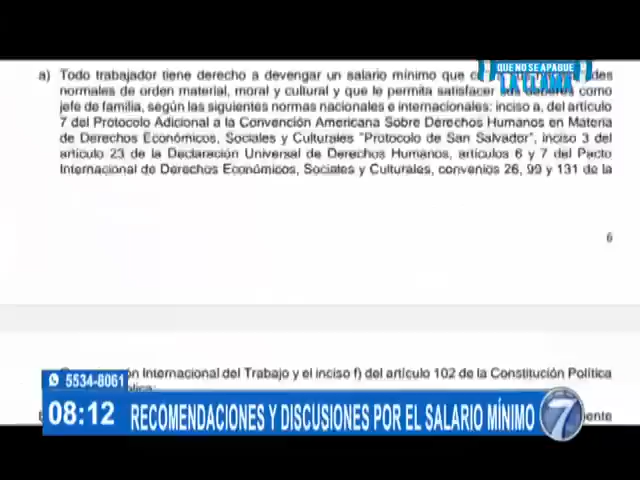 QUE NO SE APAGUE
LA LLAMA
a) Todo trabajador tiene derecho a devengar un salario mínimo que
normales de orden material, moral y cultural y que le permita satisfacer sus deberes como
jefe de familia, según las siguientes normas nacionales e internacionales: inciso a, del artículo
7 del Protocolo Adicional a la Convención Americana Sobre Derechos Humanos en Materia
de Derechos Económicos, Sociales y Culturales "Protocolo de San Salvador", inciso 3 del
artículo 23 de la Declaración Universal de Derechos Humanos, artículos 6 y 7 del Pacto
Internacional de Derechos Económicos, Sociales y Culturales, convenios 26, 99 y 131 de la
6
Internacional del Trabajo y el inciso f) del artículo 102 de la Constitución Política
5534-8061
08:12
RECOMENDACIONES Y DISCUSIONES POR EL SALARIO MÍNIMO
7